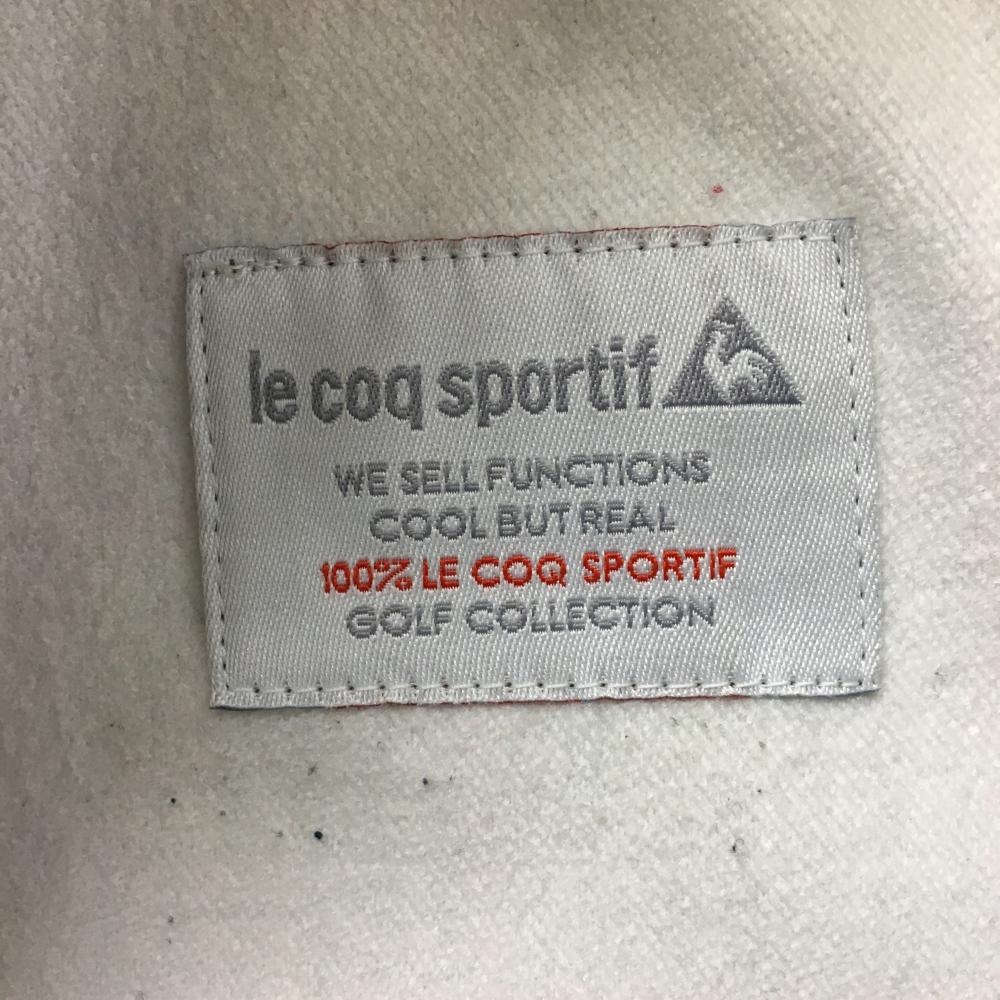 le coq sportif
WE SELL FUNCTIONS
COOL BUT REAL
100% LE COQ SPORTIF
GOLF COLLECTION